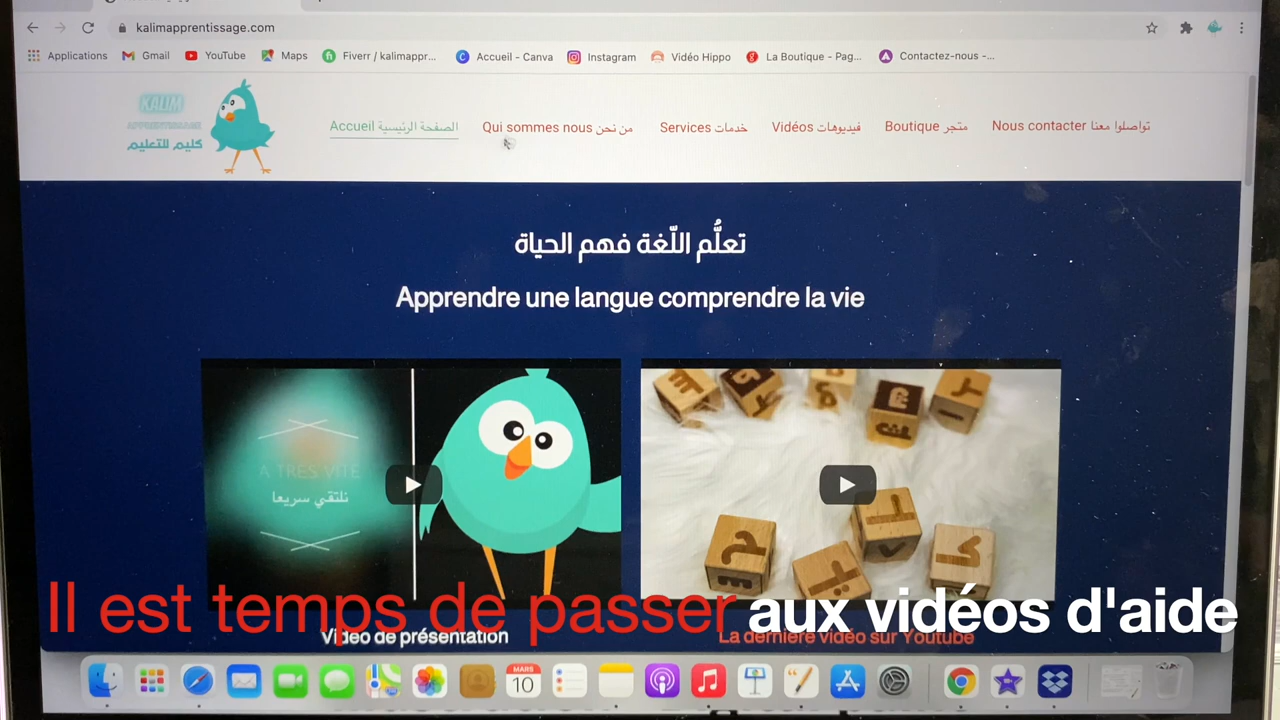 kalimapprentissage.com
Applications Gmail YouTube Maps Fiverr / kalimappr... Accueil - Canva Instagram Vidéo Hippo La Boutique - Pag... Contactez-nous -...
KALIM
APPRENTISSAGE
كليم للتعليم
Accueil الصفحة الرئيسية Qui sommes nous من نحن Services خدمات Vidéos فيديوهات Boutique متجر Nous contacter تواصلوا معنا
تعلُّم اللّغة فهم الحياة
Apprendre une langue comprendre la vie
A TRES VITE
نلتقي سريعا
Il est temps de passer aux vidéos d'aide
Vidéo de présentation
La dernière vidéo sur Youtube
MARS
10